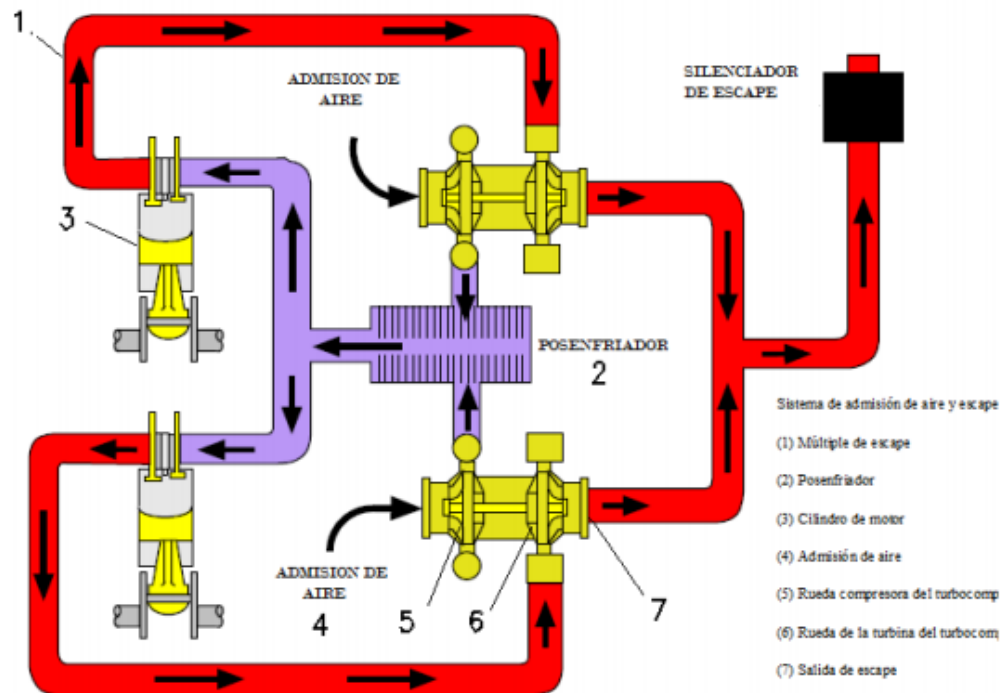 1.
ADMISION DE
AIRE
SILENCIADOR
DE ESCAPE
3
POSENFRIADOR
2
Sistema de admisión de aire y escape
(1) Múltiple de escape
(2) Posenfriador
(3) Cilindro de motor
(4) Admisión de aire
(5) Rueda compresora del turbocomp
(6) Rueda de la turbina del turbocom
(7) Salida de escape
ADMISION DE
AIRE
4
5
6
7